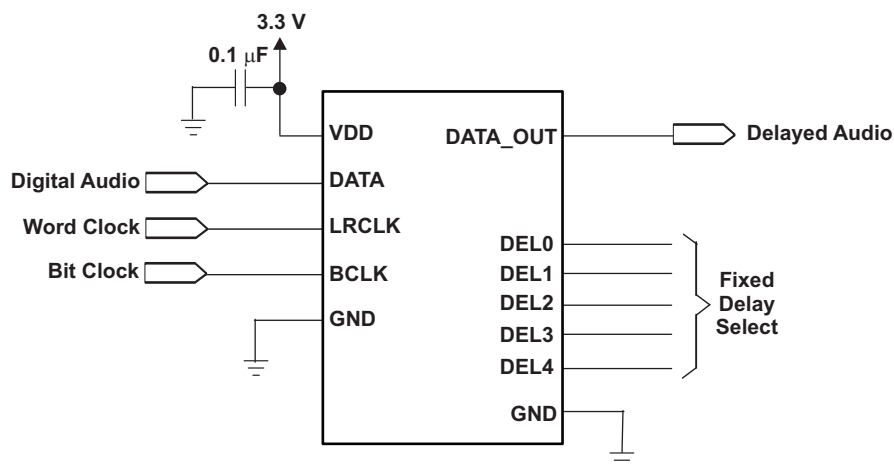 3.3 V
0.1 μF
VDD
DATA_OUT
Delayed Audio
Digital Audio
DATA
Word Clock
LRCLK
Bit Clock
BCLK
GND
DEL0
DEL1
DEL2
DEL3
DEL4
Fixed
Delay
Select
GND